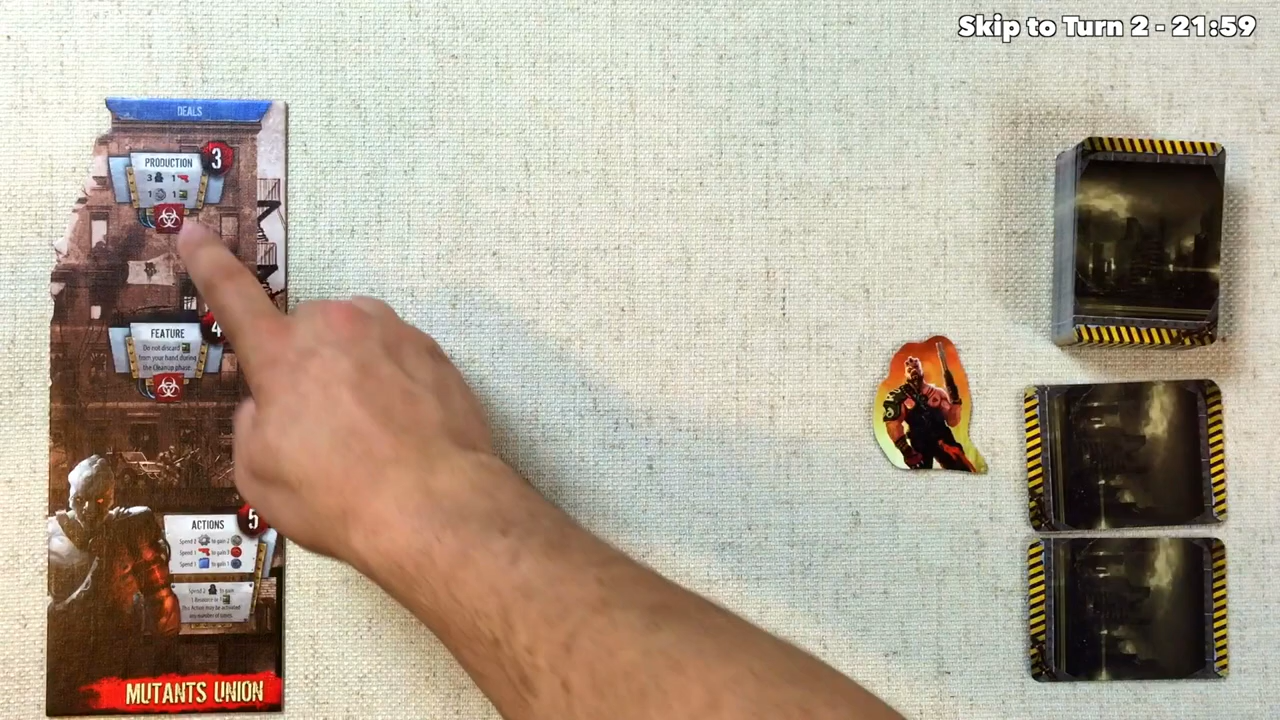 Skip to Turn 2 - 21:59
DEALS
PRODUCTION
3
3 1
1 1
FEATURE
4
Do not discard
from your hand during
the Cleanup phase.
ACTIONS
5
Spend 2 to gain 2
Spend 1 to gain
Spend 1 to gain 1
Spend 2 to gain
1 Resource or 1
This Action may be activated
any number of times.
MUTANTS UNION